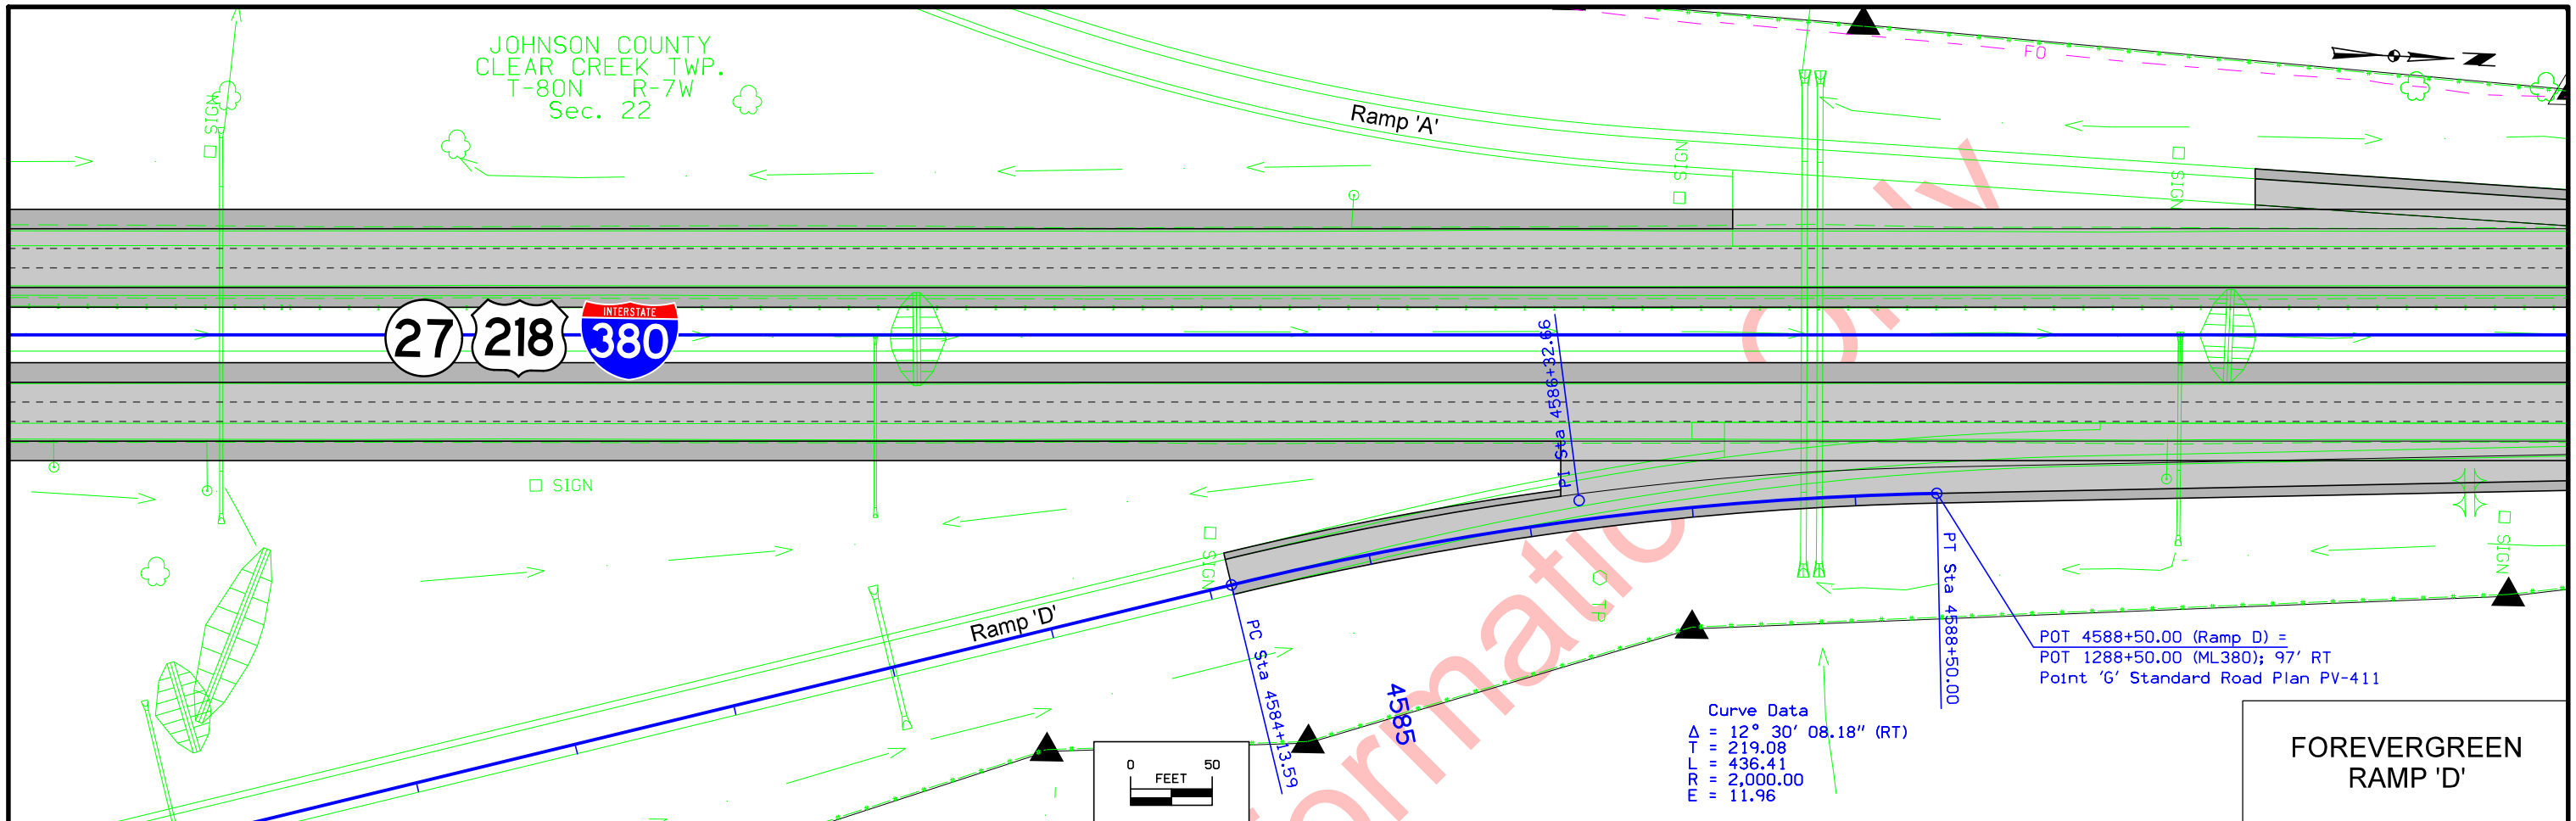 JOHNSON COUNTY
CLEAR CREEK TWP.
T-80N R-7W
Sec. 22
SIGN
Ramp 'A'
SIGN
FO
N
SIGN
27
218
INTERSTATE
380
PI Sta 4586+32.66
SIGN
SIGN
Ramp 'D'
PC Sta 4584+13.59
4585
TP
PT Sta 4588+50.00
SIGN
POT 4588+50.00 (Ramp D) =
POT 1288+50.00 (ML380); 97' RT
Point 'G' Standard Road Plan PV-411
Curve Data
Δ = 12° 30' 08.18" (RT)
T = 219.08
L = 436.41
R = 2,000.00
E = 11.96
0 50
FEET
FOREVERGREEN
RAMP 'D'